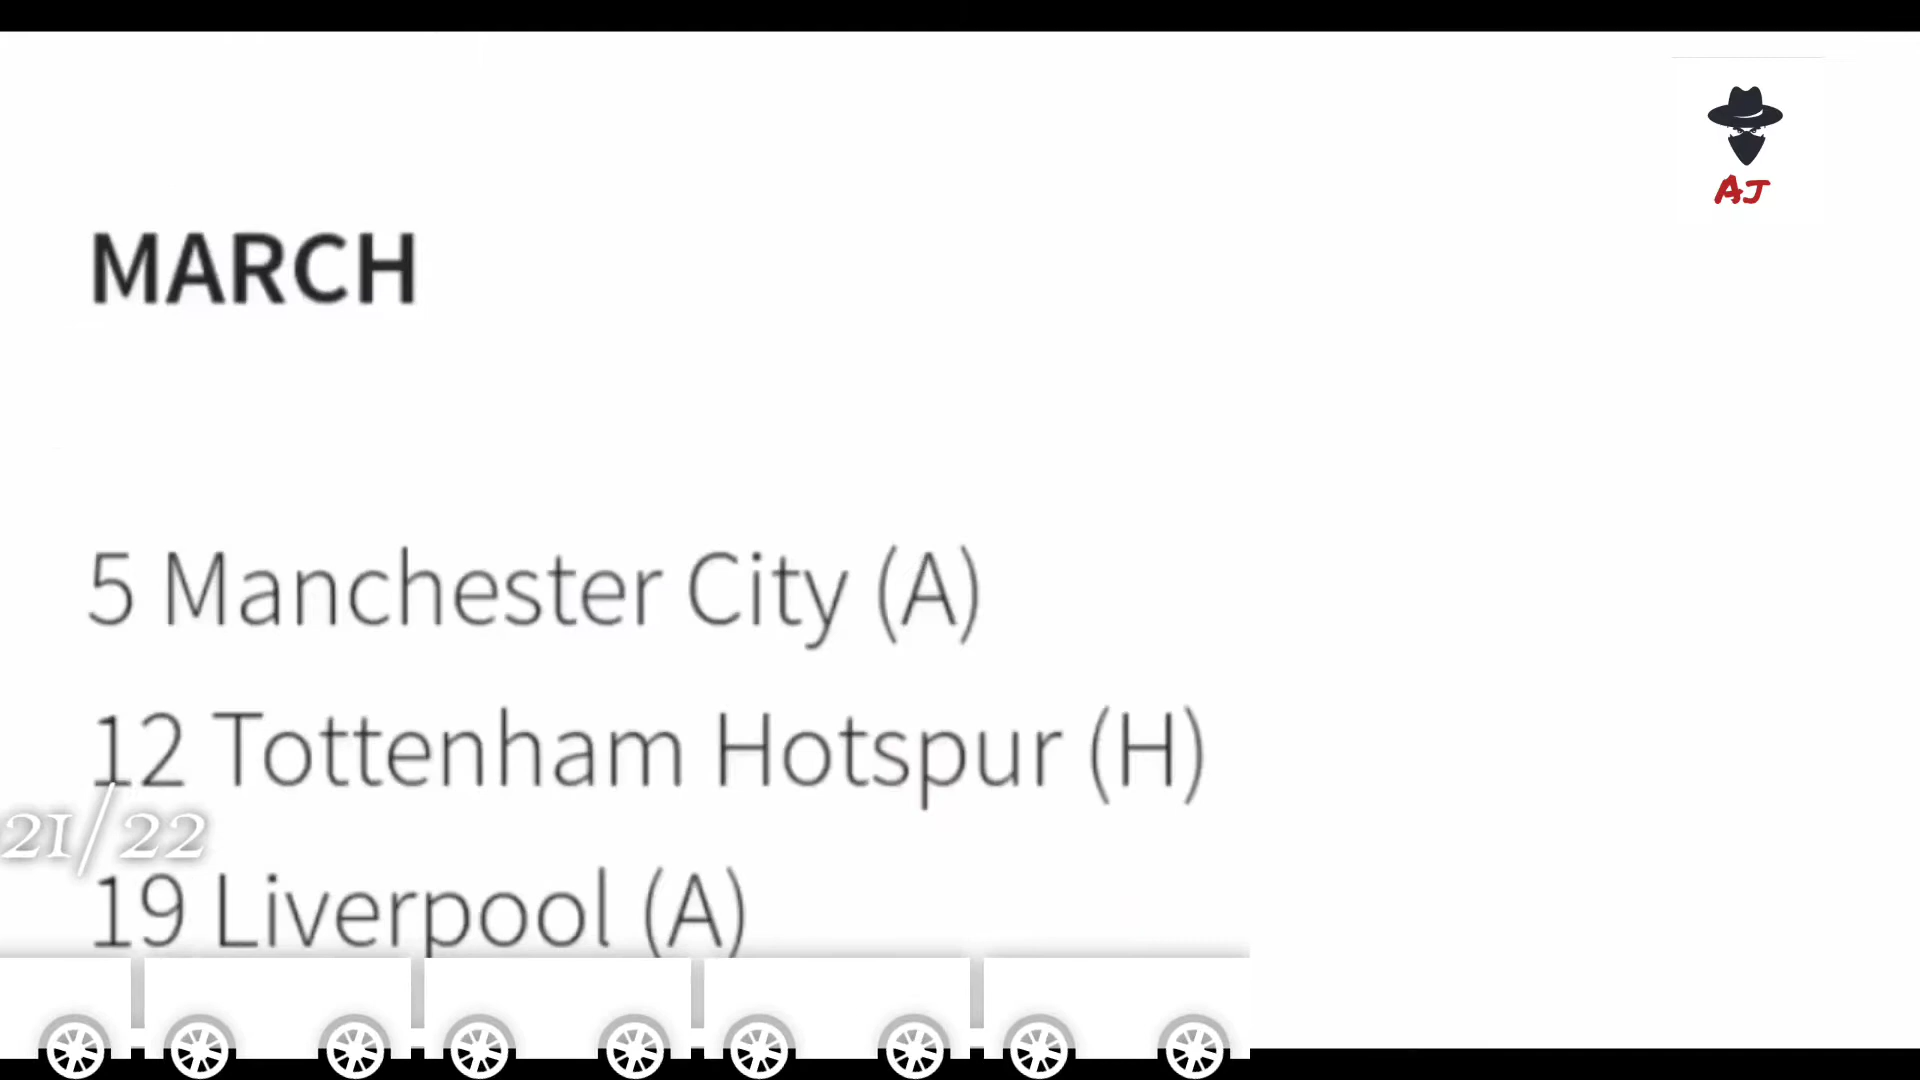 AJ
MARCH
5 Manchester City (A)
12 Tottenham Hotspur (H)
21/22
19 Liverpool (A)